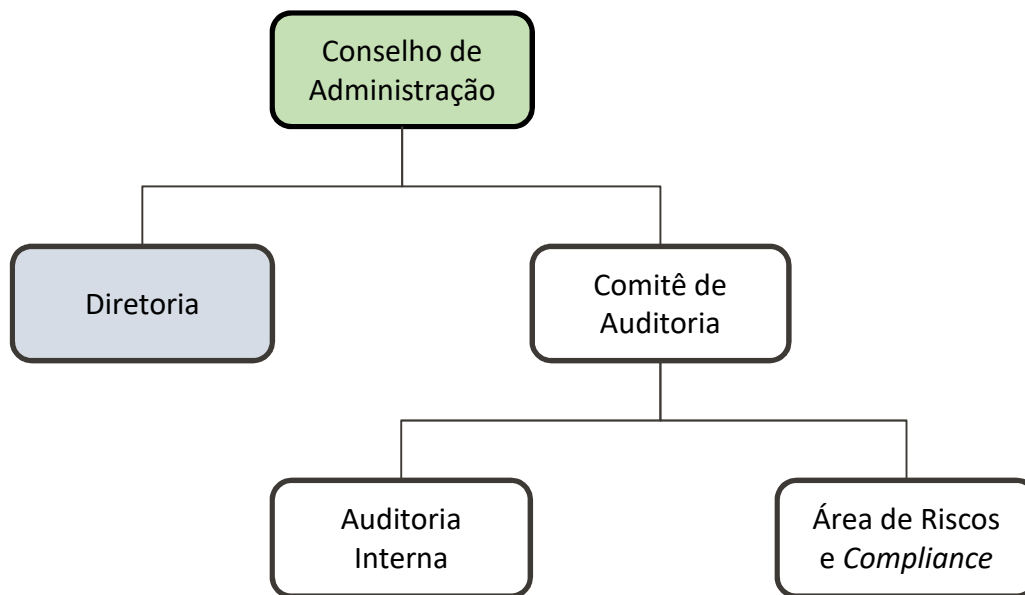 Conselho de
Administração
Diretoria
Comitê de
Auditoria
Auditoria
Interna
Área de Riscos
e Compliance